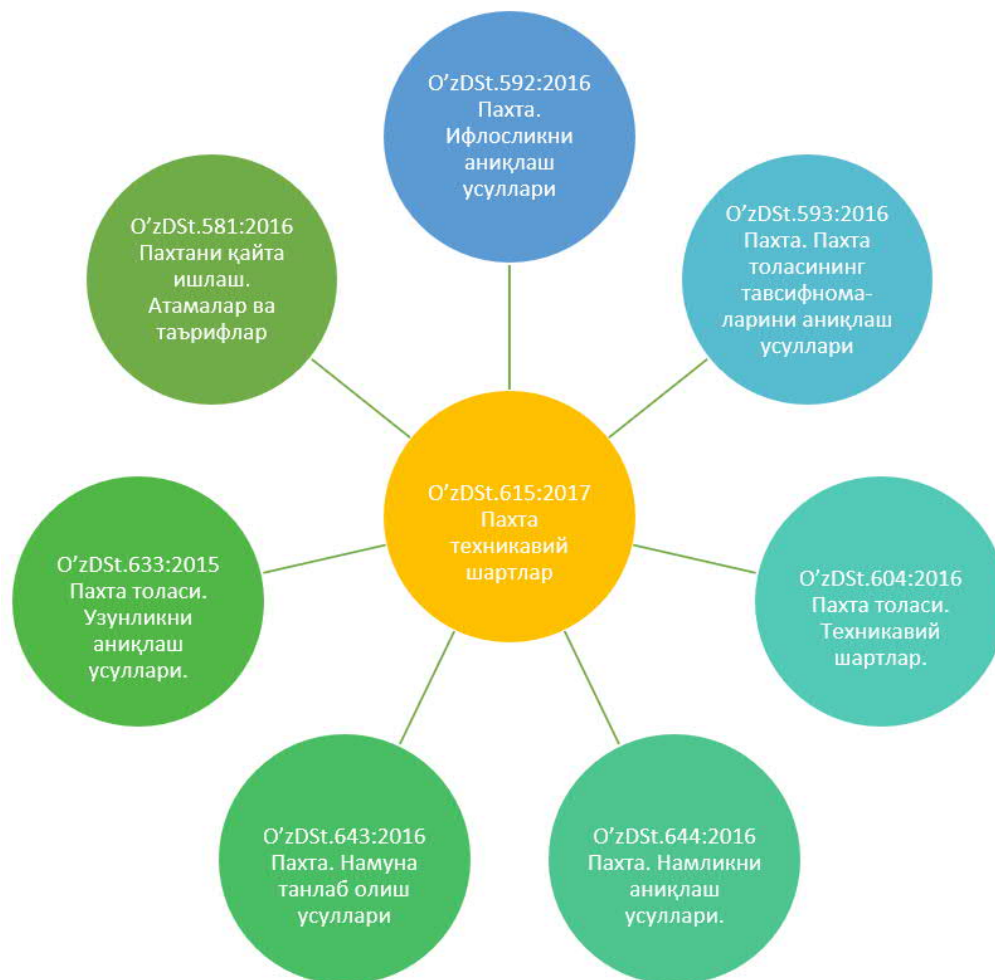 O’zDSt.592:2016
Пахта.
Ифлосликни
аниқлаш
усуллари
O’zDSt.593:2016
Пахта. Пахта
толасининг
тавсифнома-
ларини аниқлаш
усуллари
O’zDSt.604:2016
Пахта толаси.
Техникавий
шартлар.
O’zDSt.644:2016
Пахта. Намликни
аниқлаш
усуллари.
O’zDSt.643:2016
Пахта. Намуна
танлаб олиш
усуллари
O’zDSt.633:2015
Пахта толаси.
Узунликни
аниқлаш
усуллари.
O’zDSt.581:2016
Пахтани қайта
ишлаш.
Атамалар ва
таърифлар
O’zDSt.615:2017
Пахта
техникавий
шартлар